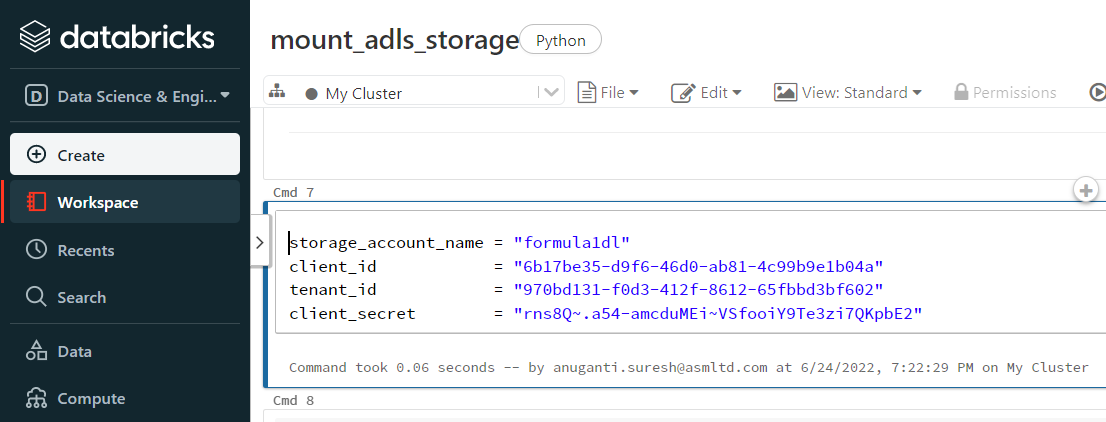 databricks
mount_adls_storage Python
D Data Science & Engi...
My Cluster File Edit View: Standard Permissions
Create
Cmd 7
Workspace
storage_account_name = "formula1dl"
Recents
client_id = "6b17be35-d9f6-46d0-ab81-4c99b9e1b04a"
tenant_id = "970bd131-f0d3-412f-8612-65fbbd3bf602"
Search
client_secret = "rns8Q~.a54-amcduMEi~VSfooiY9Te3zi7QKpbE2"
Data
Command took 0.06 seconds -- by anuganti.suresh@asmltd.com at 6/24/2022, 7:22:29 PM on My Cluster
Compute
Cmd 8